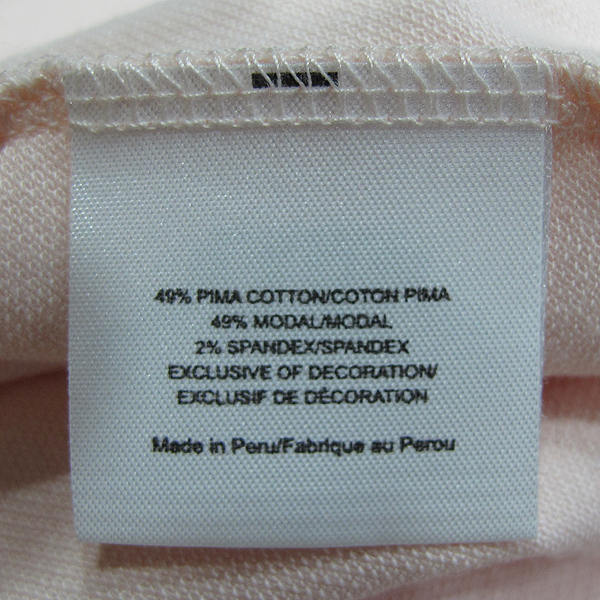 49% PIMA COTTON/COTON PIMA
49% MODAL/MODAL
2% SPANDEX/SPANDEX
EXCLUSIVE OF DECORATION/
EXCLUSIF DE DÉCORATION
Made in Peru/Fabrique au Perou